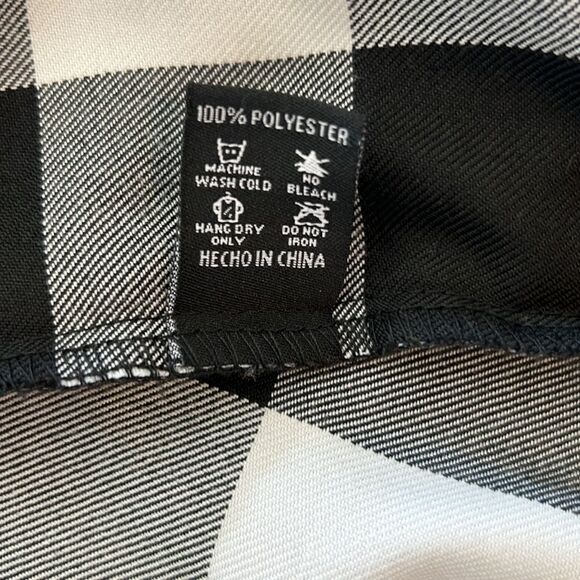 100% POLYESTER
MACHINE
WASH COLD
NO
BLEACH
HANG DRY
ONLY
DO NOT
IRON
HECHO IN CHINA